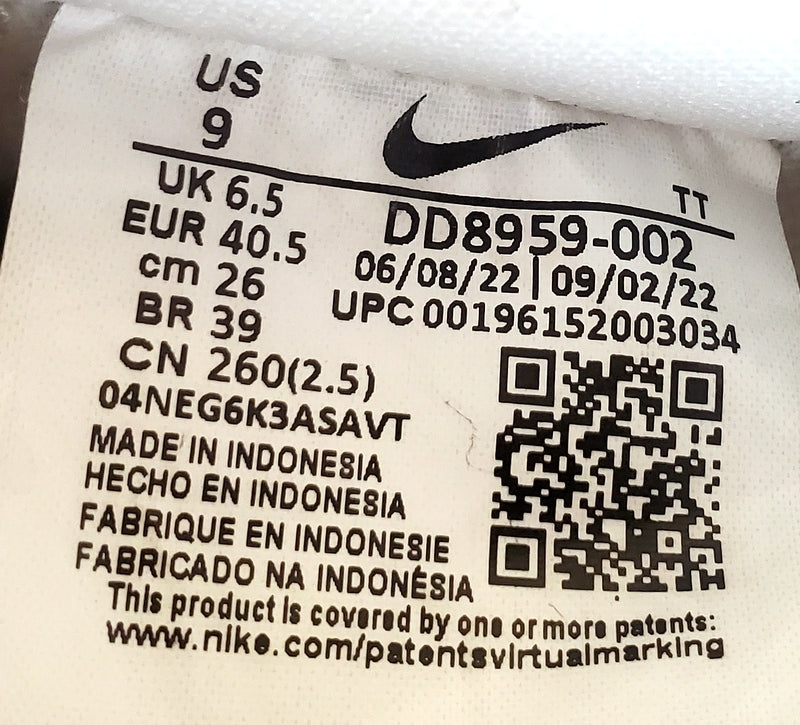 US
9
TT
UK 6.5
EUR 40.5
cm 26
BR 39
CN 260(2.5)
DD8959-002
06/08/22 | 09/02/22
UPC 00196152003034
04NEG6K3ASAVT
MADE IN INDONESIA
HECHO EN INDONESIA
FABRIQUE EN INDONESIE
FABRICADO NA INDONÉSIA
This product is covered by one or more patents:
www.nike.com/patentsvirtualmarking